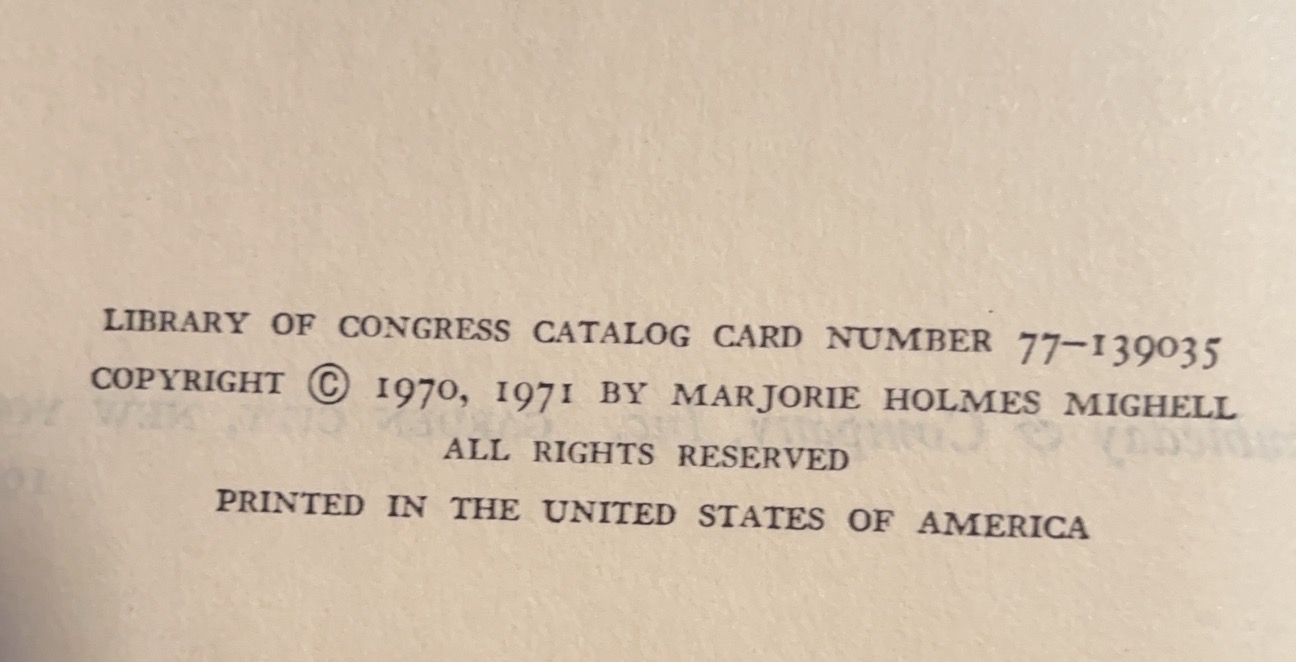 LIBRARY OF CONGRESS CATALOG CARD NUMBER 77–139035
COPYRIGHT © 1970, 1971 BY MARJORIE HOLMES MIGHELL
ALL RIGHTS RESERVED
PRINTED IN THE UNITED STATES OF AMERICA